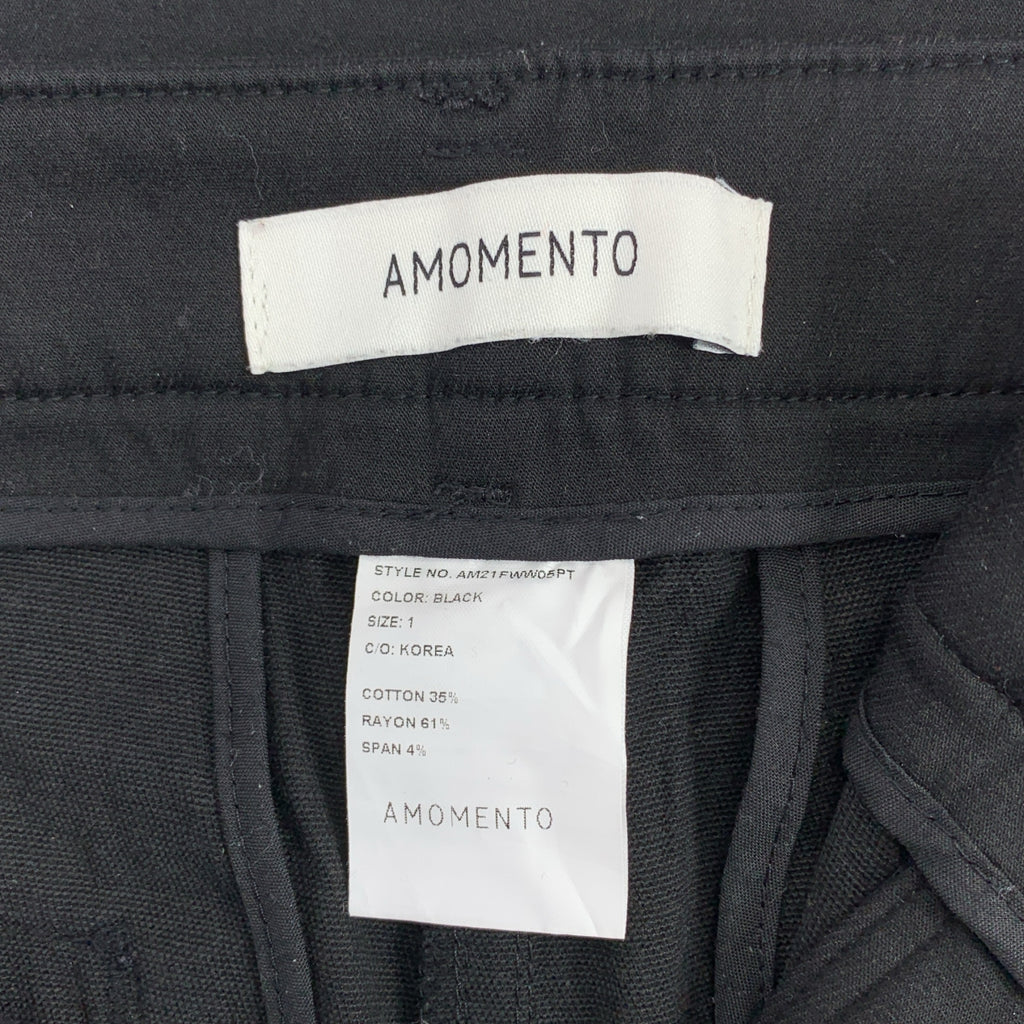 AMOMENTO
STYLE NO. AM21FWW05PT
COLOR: BLACK
SIZE: 1
C/O: KOREA
COTTON 35%
RAYON 61%
SPAN 4%
AMOMENTO